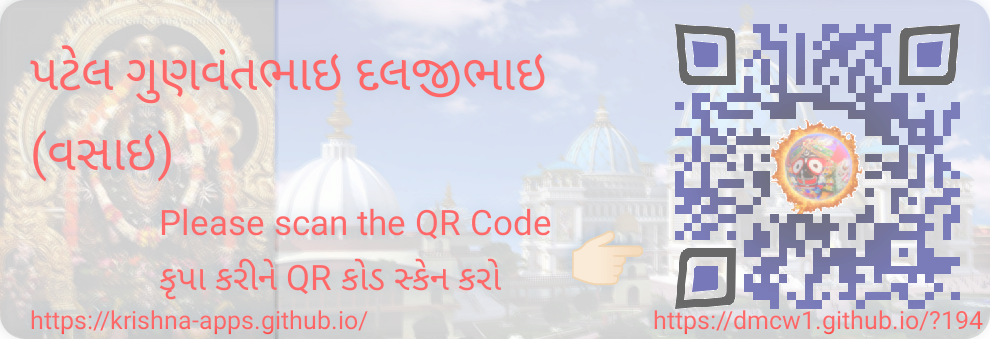 પટેલ ગુણવંતભાઇ દલજીભાઇ
(વસાઇ)
Please scan the QR Code
કૃપા કરીને QR કોડ સ્કેન કરો
https://krishna-apps.github.io/
https://dmcw1.github.io/?194